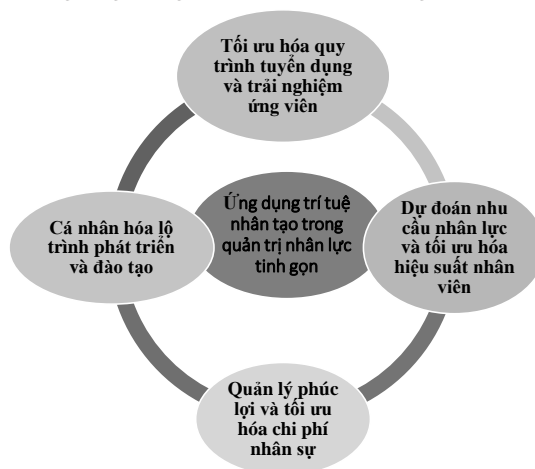 Tối ưu hóa quy
trình tuyển dụng
và trải nghiệm
ứng viên
Ứng dụng trí tuệ
nhân tạo trong
quản trị nhân lực
tinh gọn
Dự đoán nhu
cầu nhân lực
và tối ưu hóa
hiệu suất nhân
viên
Cá nhân hóa lộ
trình phát triển
và đào tạo
Quản lý phúc
lợi và tối ưu
hóa chi phí
nhân sự